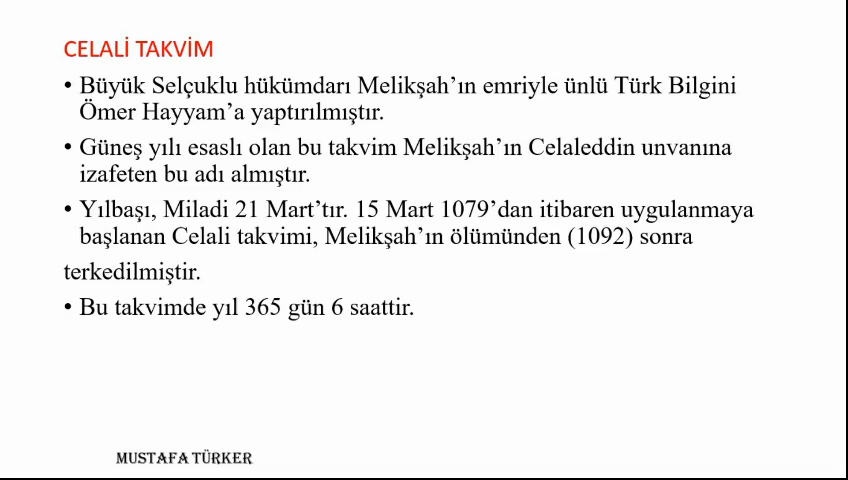 CELALİ TAKVİM
• Büyük Selçuklu hükümdarı Melikşah’ın emriyle ünlü Türk Bilgini
Ömer Hayyam’a yaptırılmıştır.
• Güneş yılı esaslı olan bu takvim Melikşah’ın Celaleddin unvanına
izafeten bu adı almıştır.
• Yılbaşı, Miladi 21 Mart’tır. 15 Mart 1079’dan itibaren uygulanmaya
başlanan Celali takvimi, Melikşah’ın ölümünden (1092) sonra
terkedilmiştir.
• Bu takvimde yıl 365 gün 6 saattir.
MUSTAFA TÜRKER